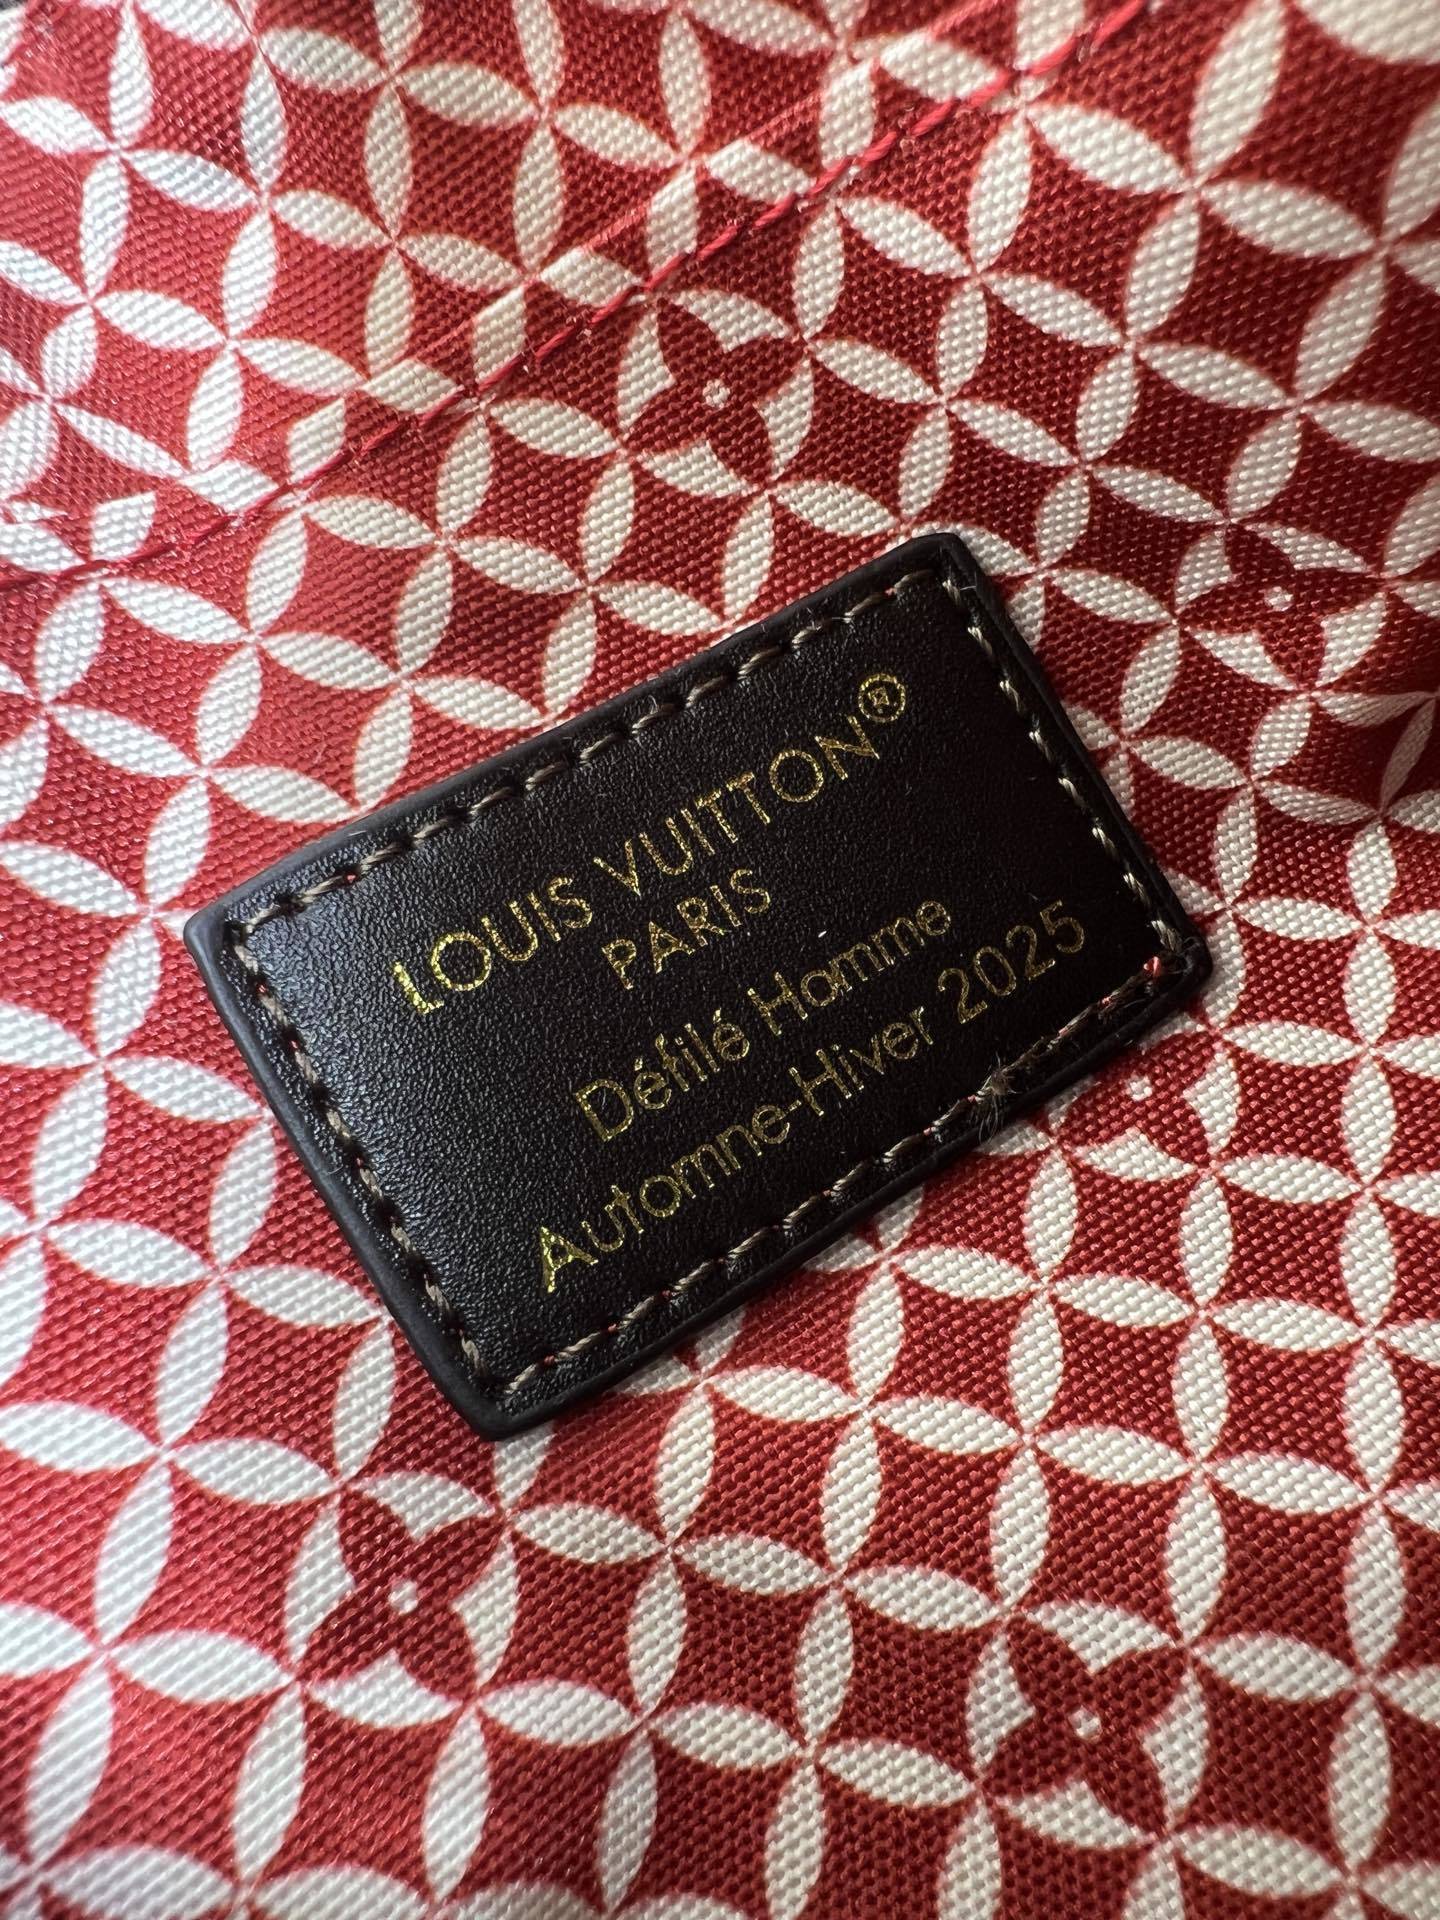 LOUIS VUITTON®
PARIS
Défilé Homme
Automne-Hiver 2025